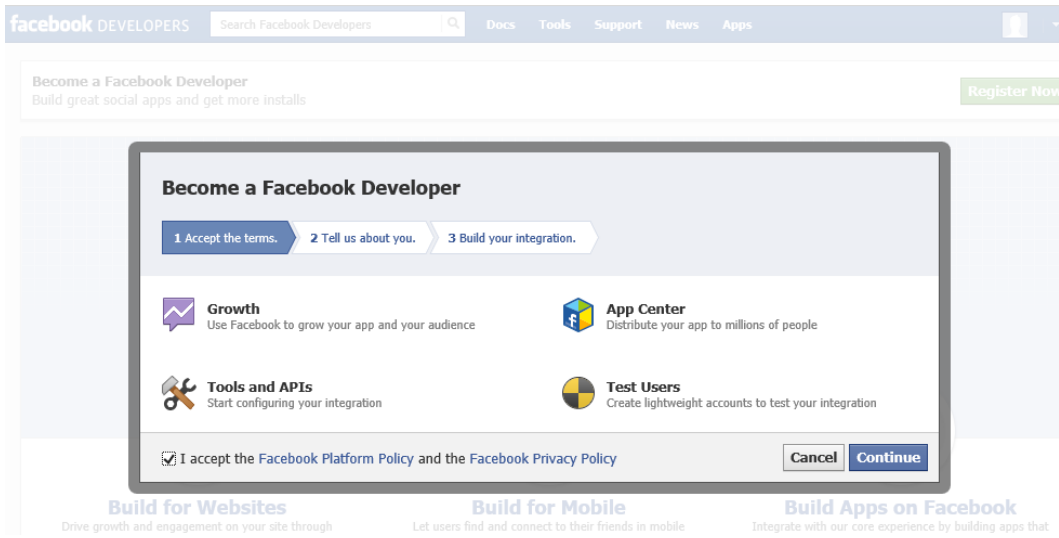 facebook DEVELOPERS Search Facebook Developers Docs Tools Support News Apps
Become a Facebook Developer
Build great social apps and get more installs
Register Now
Become a Facebook Developer
1 Accept the terms. 2 Tell us about you. 3 Build your integration.
Growth
Use Facebook to grow your app and your audience
App Center
Distribute your app to millions of people
Tools and APIs
Start configuring your integration
Test Users
Create lightweight accounts to test your integration
I accept the Facebook Platform Policy and the Facebook Privacy Policy
Cancel Continue
Build for Websites
Drive growth and engagement on your site through
Build for Mobile
Let users find and connect to their friends in mobile
Build Apps on Facebook
Integrate with our core experience by building apps that